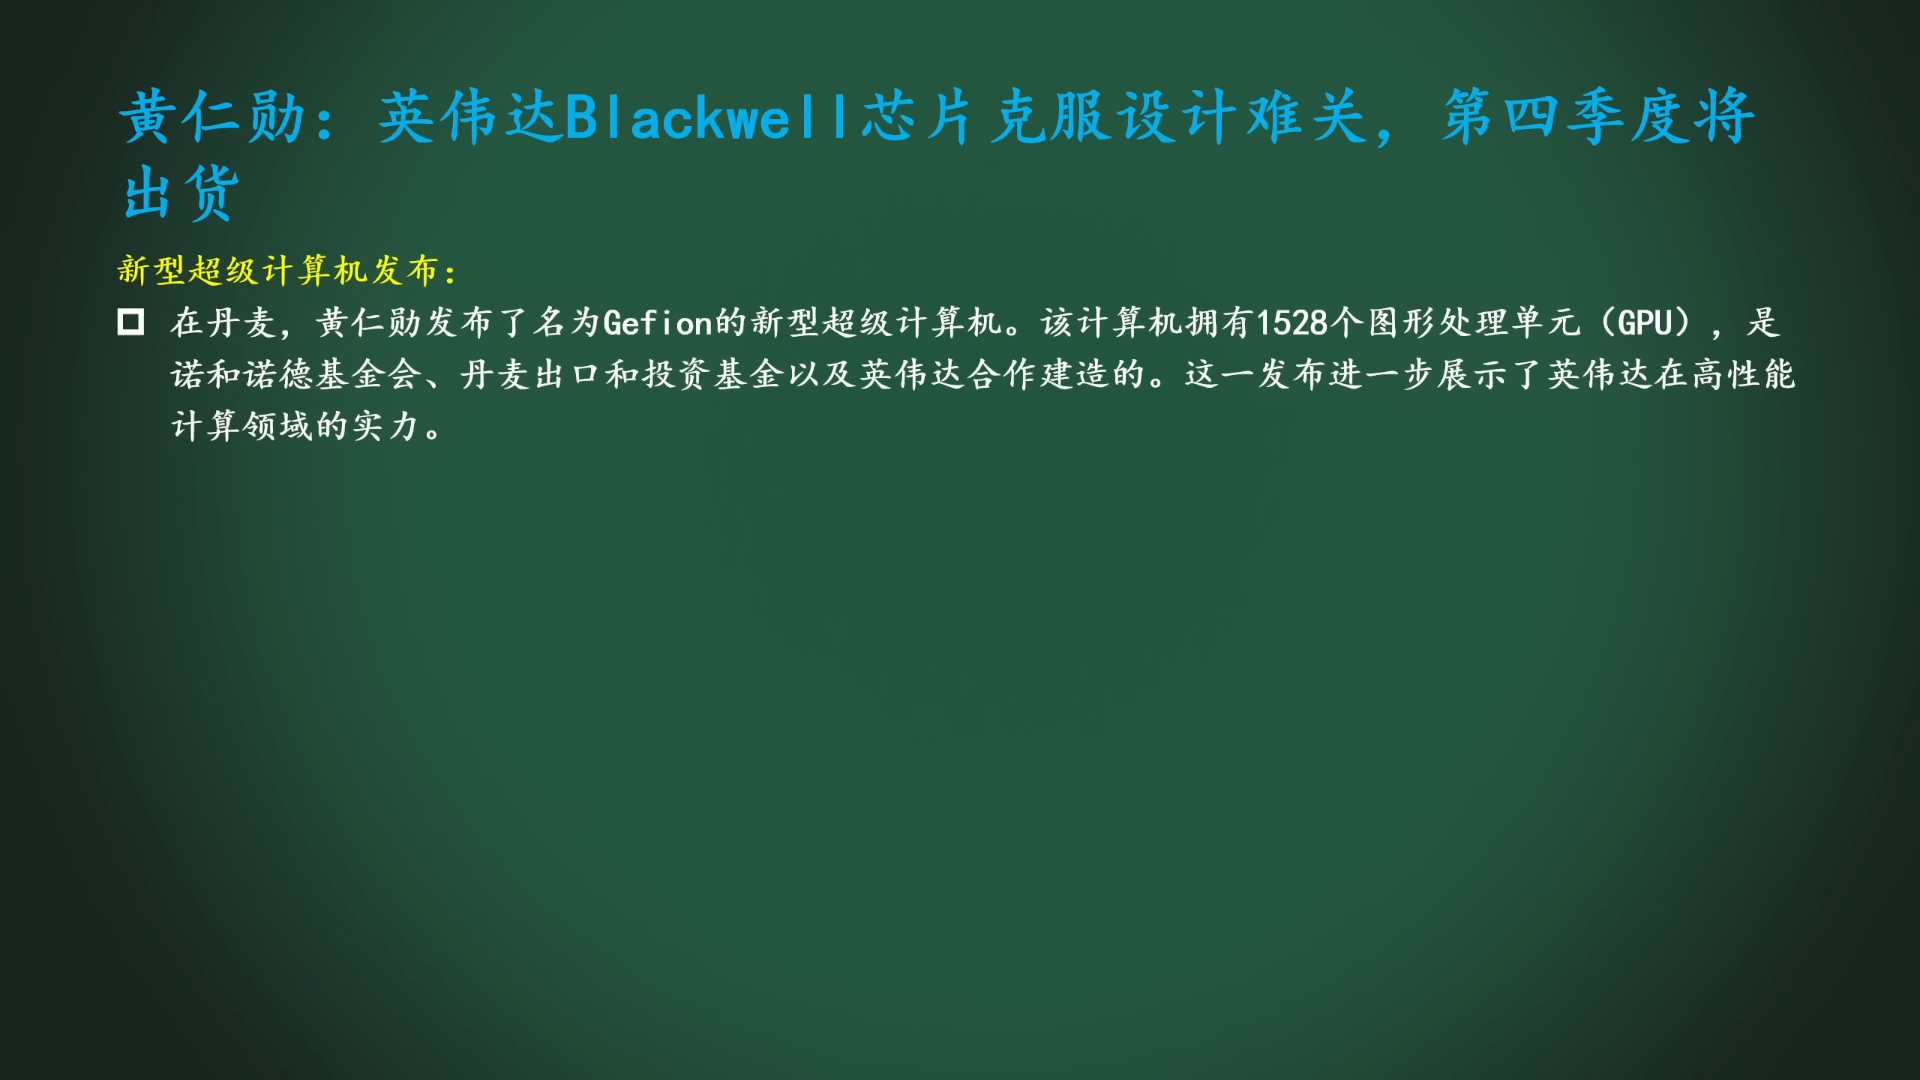 黄仁勋：英伟达Blackwell芯片克服设计难关，第四季度将
出货
新型超级计算机发布：
在丹麦，黄仁勋发布了名为Gefion的新型超级计算机。该计算机拥有1528个图形处理单元（GPU），是
诺和诺德基金会、丹麦出口和投资基金以及英伟达合作建造的。这一发布进一步展示了英伟达在高性能
计算领域的实力。